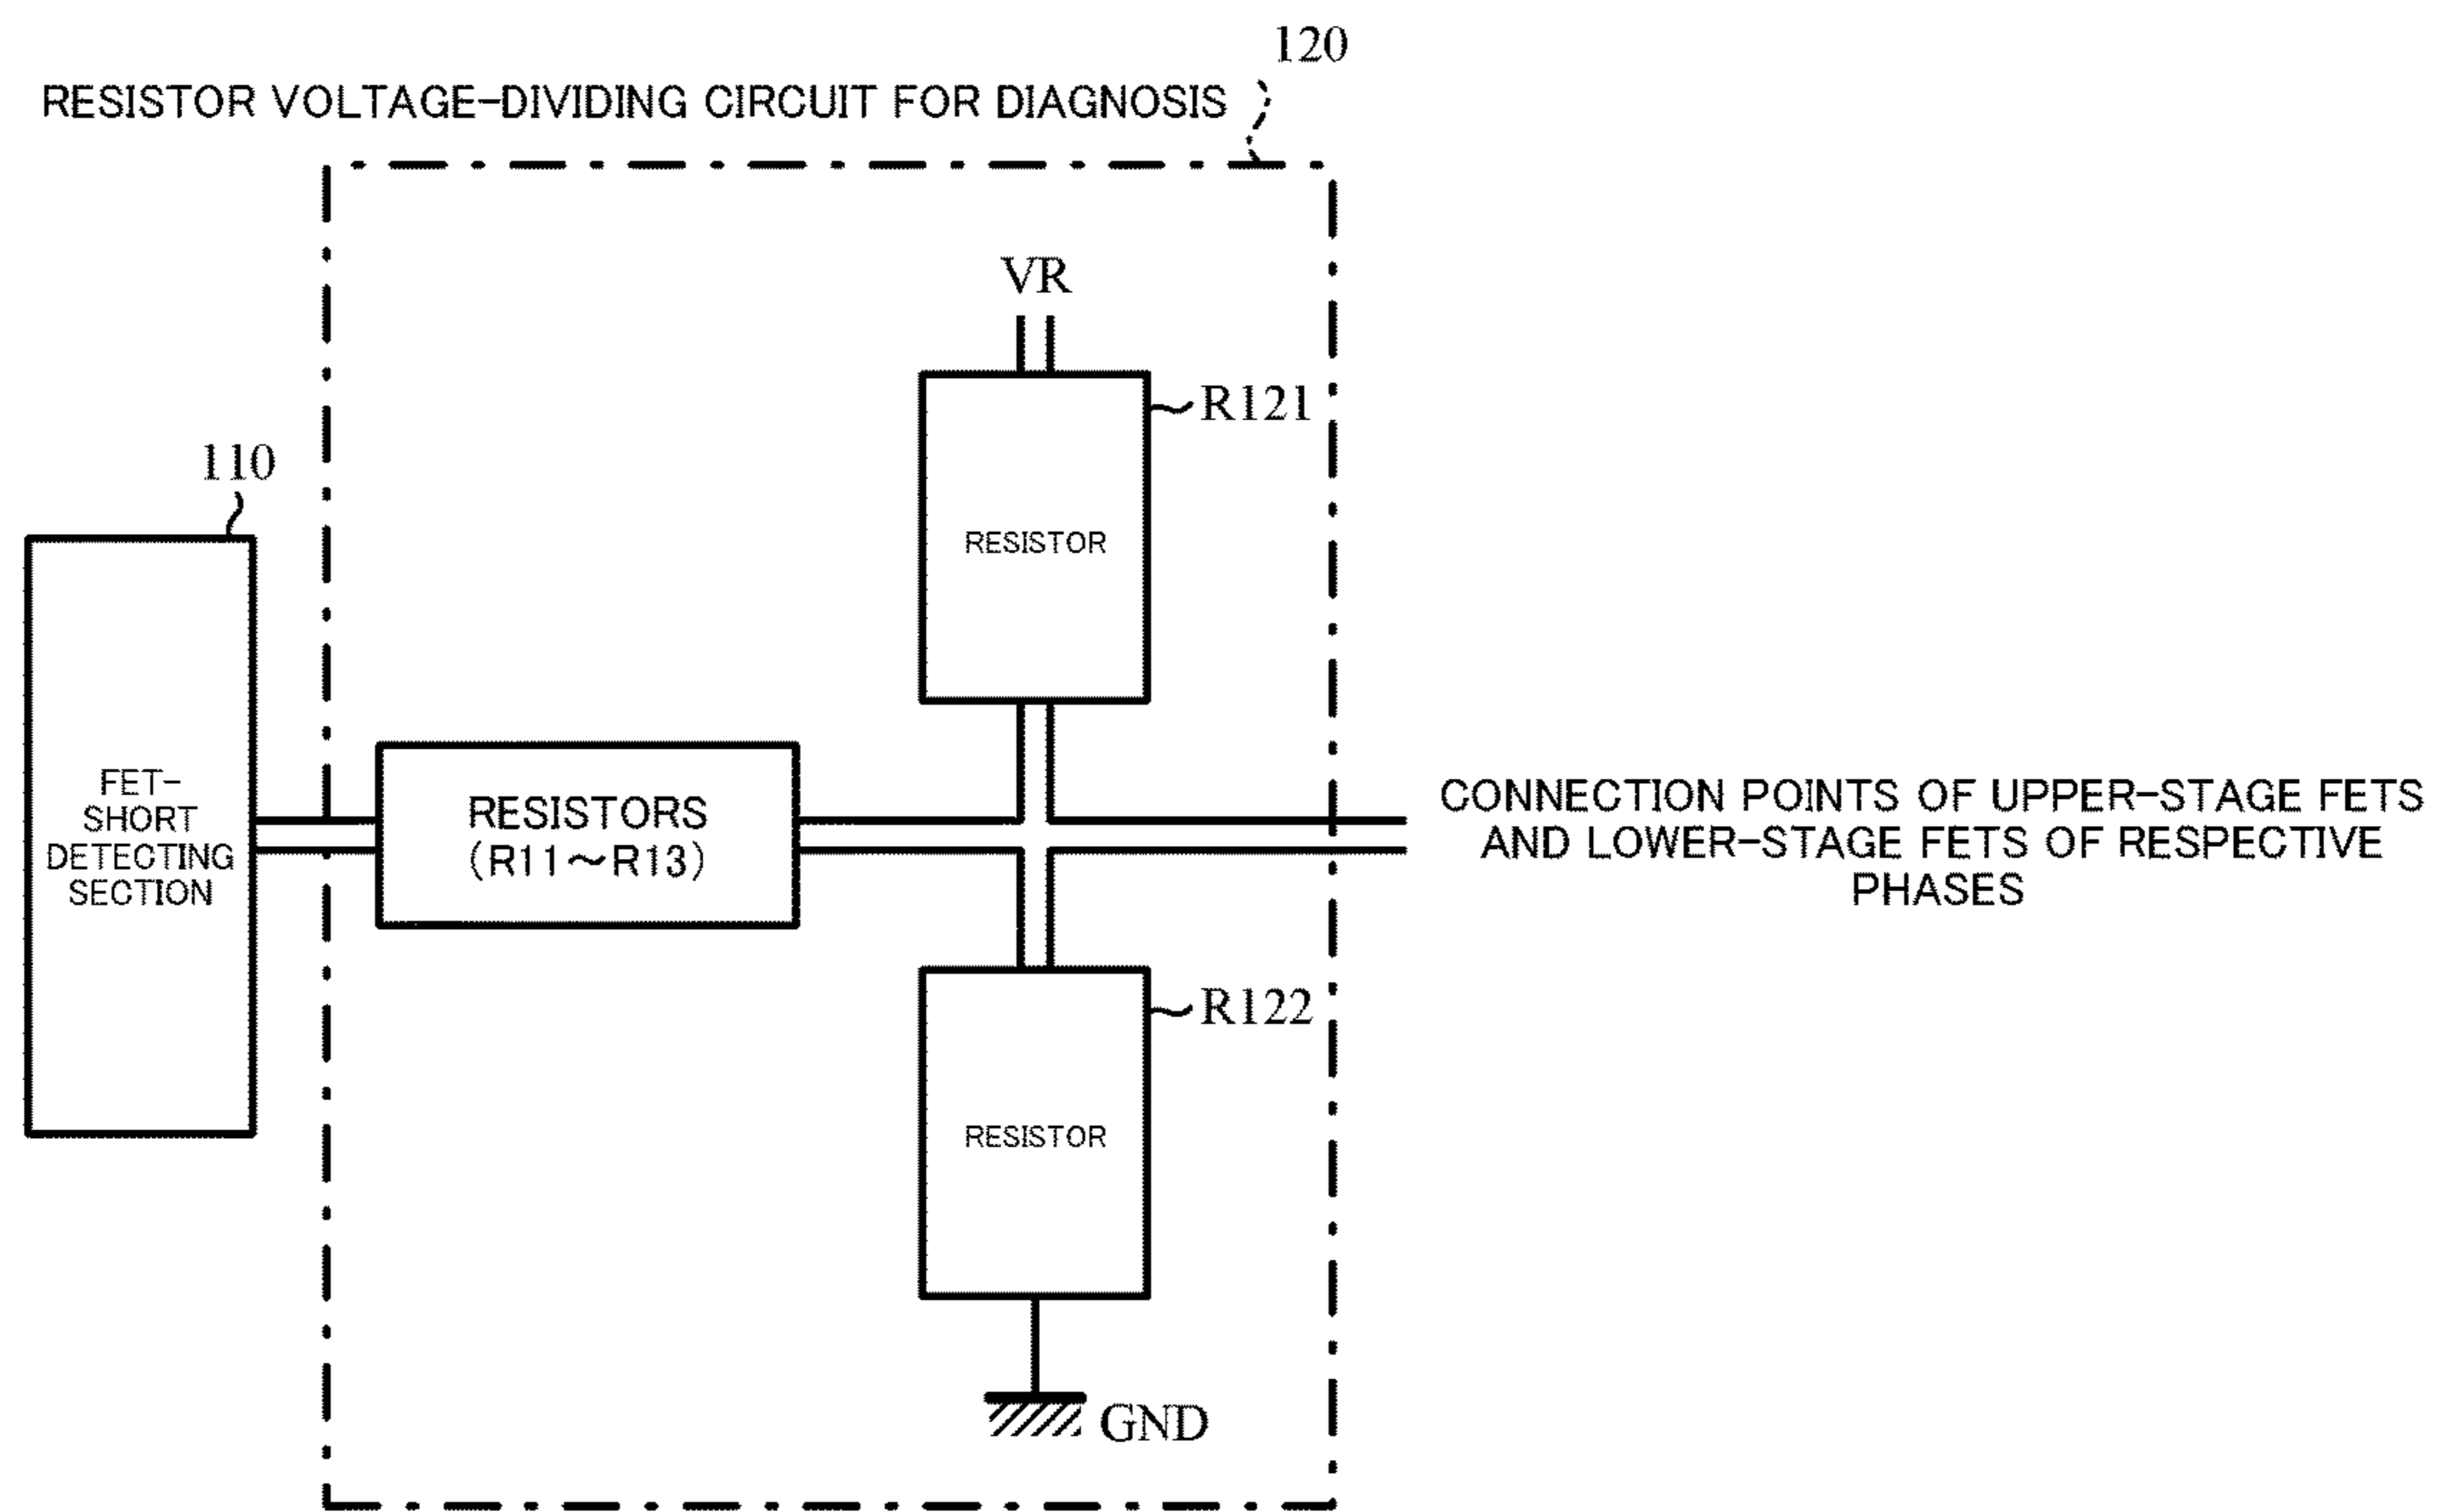 120
RESISTOR VOLTAGE-DIVIDING CIRCUIT FOR DIAGNOSIS
VR
R121
110
RESISTOR
FET-
SHORT
DETECTING
SECTION
RESISTORS
(R11~R13)
CONNECTION POINTS OF UPPER-STAGE FETS
AND LOWER-STAGE FETS OF RESPECTIVE
PHASES
R122
RESISTOR
GND